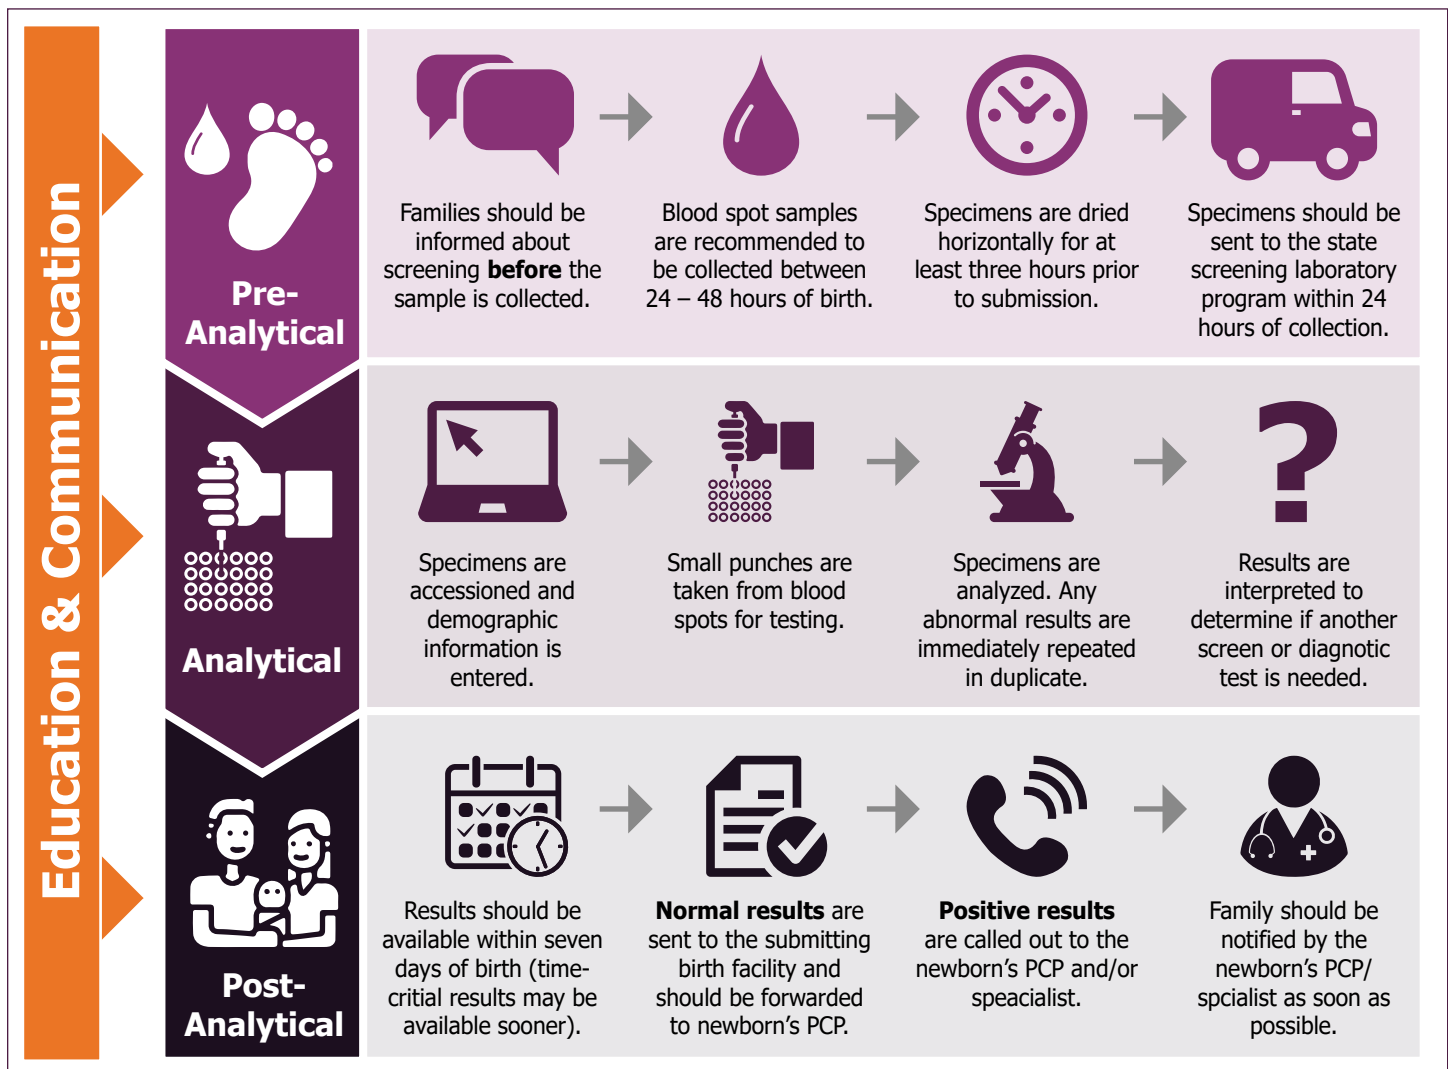 Education & Communication
Pre-
Analytical
Families should be
informed about
screening before the
sample is collected.
Blood spot samples
are recommended to
be collected between
24 – 48 hours of birth.
Specimens are dried
horizontally for at
least three hours prior
to submission.
Specimens should be
sent to the state
screening laboratory
program within 24
hours of collection.
Analytical
Specimens are
accessioned and
demographic
information is
entered.
Small punches are
taken from blood
spots for testing.
Specimens are
analyzed. Any
abnormal results are
immediately repeated
in duplicate.
?
Results are
interpreted to
determine if another
screen or diagnotic
test is needed.
Post-
Analytical
Results should be
available within seven
days of birth (time-
critial results may be
available sooner).
Normal results are
sent to the submitting
birth facility and
should be forwarded
to newborn’s PCP.
Positive results
are called out to the
newborn’s PCP and/or
speacialist.
Family should be
notified by the
newborn’s PCP/
spcialist as soon as
possible.